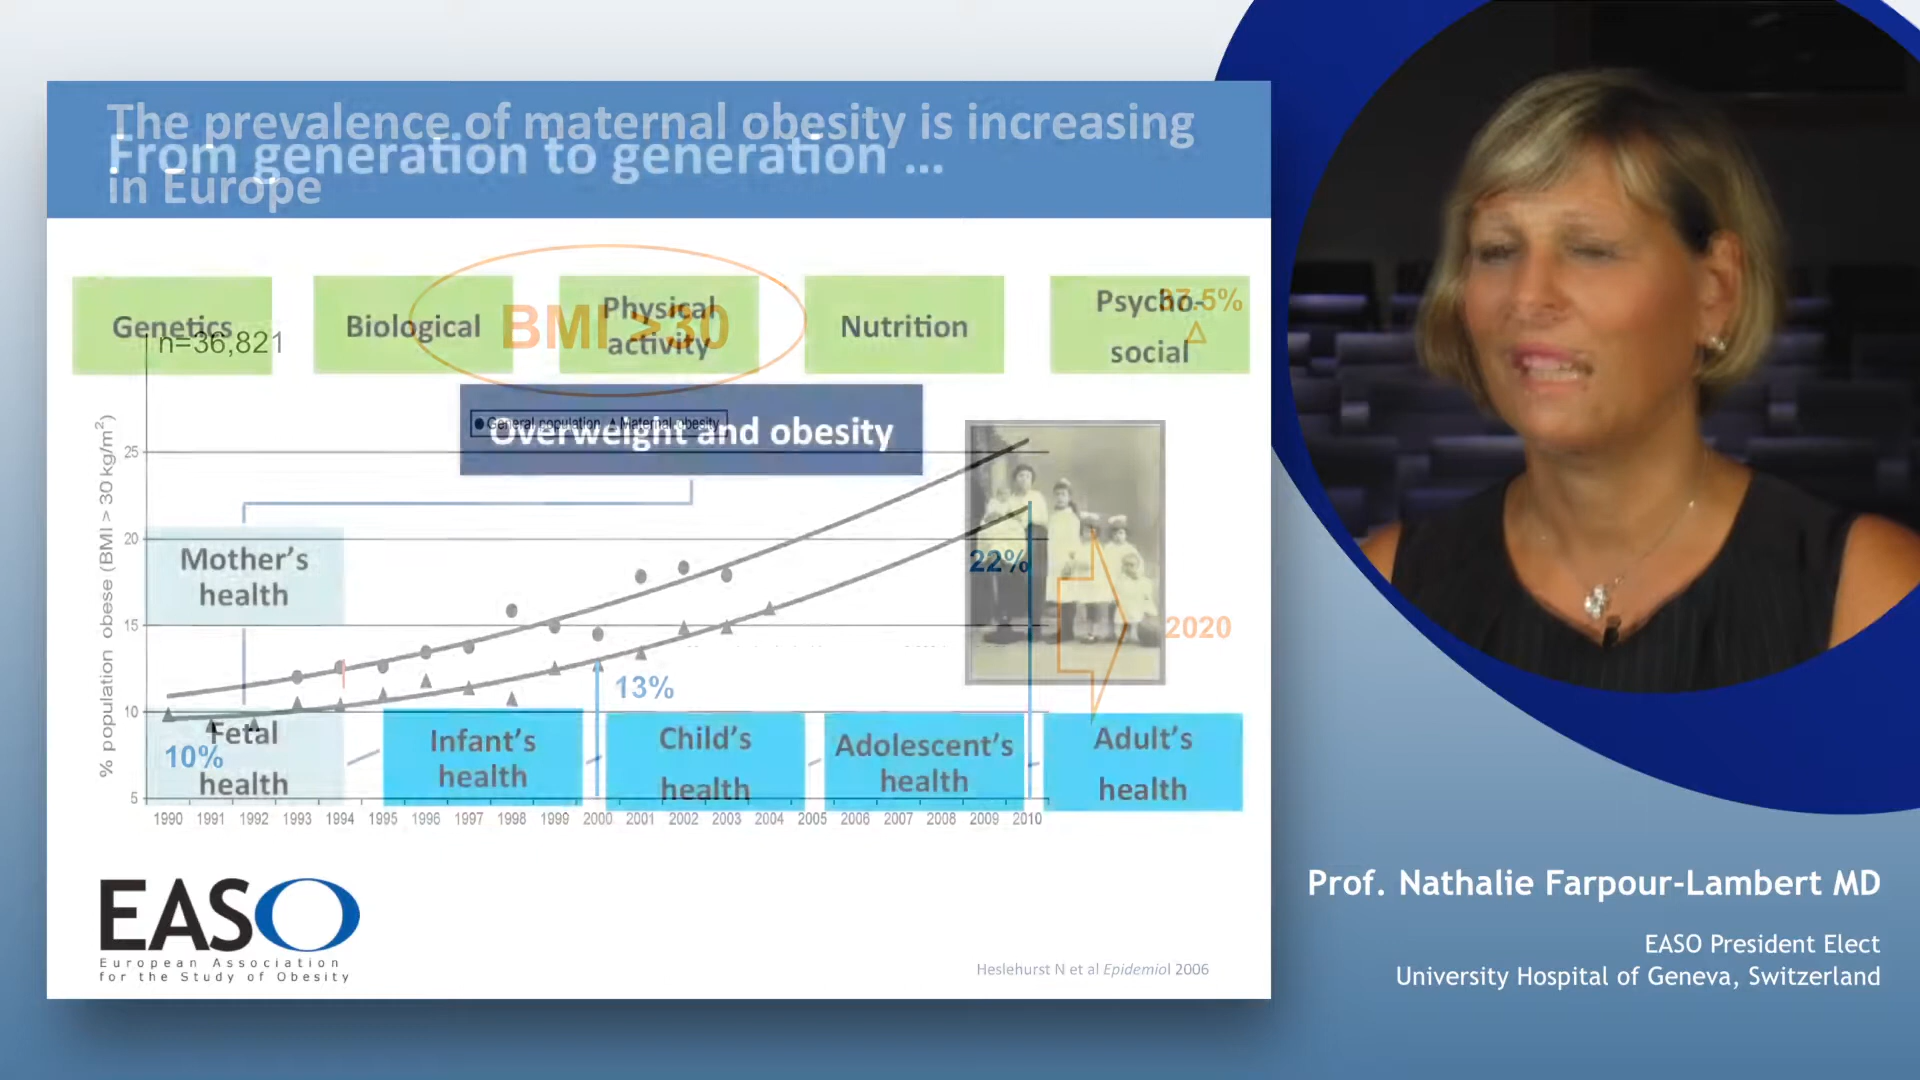 The prevalence of maternal obesity is increasing
in Europe
From generation to generation ...
Genetics
Biological
Physical
activity
Nutrition
Psycho-
social
n=36,821
BMI ≥30
Overweight and obesity
General population Maternal obesity
% population obese (BMI > 30 kg/m²)
25
20
15
10
5
Mother's
health
22%
2020
13%
10%
Fetal
health
Infant's
health
Child's
health
Adolescent's
health
Adult's
health
1990 1991 1992 1993 1994 1995 1996 1997 1998 1999 2000 2001 2002 2003 2004 2005 2006 2007 2008 2009 2010
EASO
European Association
for the Study of Obesity
Heslehurst N et al Epidemiol 2006
Prof. Nathalie Farpour-Lambert MD
EASO President Elect
University Hospital of Geneva, Switzerland